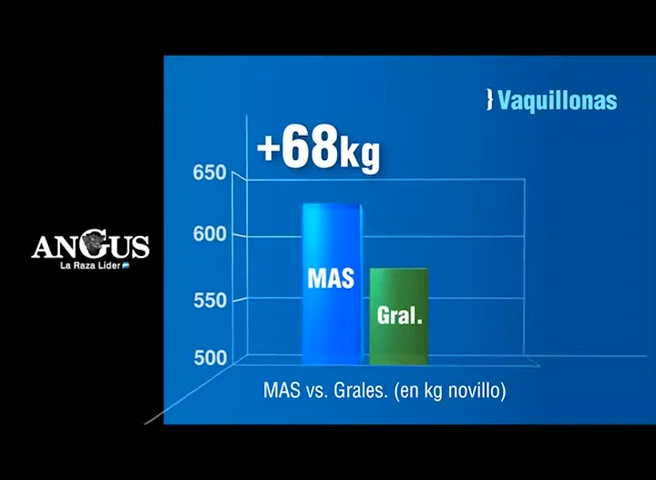 Vaquillonas
+68kg
650
600
550
500
MAS
Gral.
MAS vs. Grales. (en kg novillo)
ANGUS
La Raza Líder